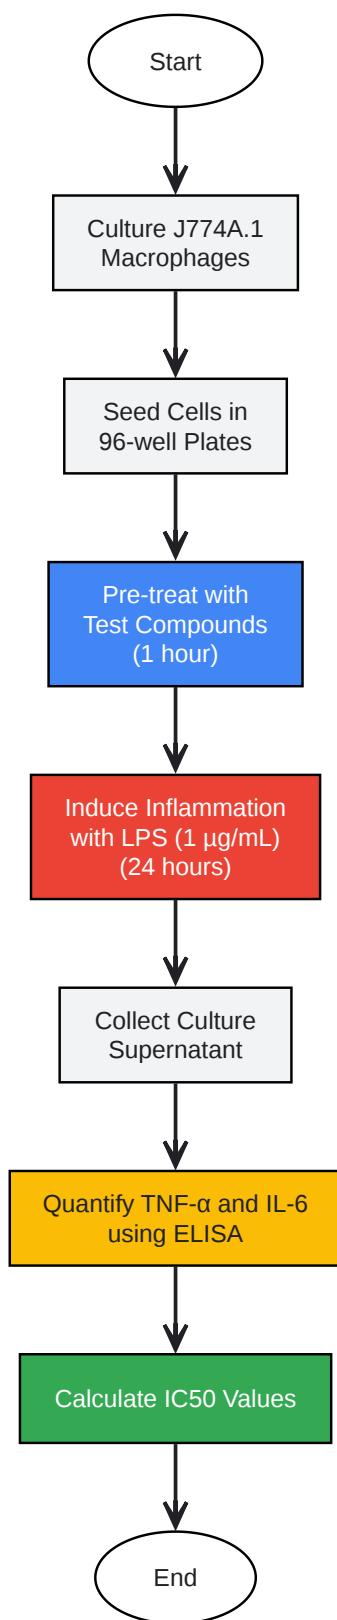 Start
Culture J774A.1
Macrophages
Seed Cells in
96-well Plates
Pre-treat with
Test Compounds
(1 hour)
Induce Inflammation
with LPS (1 µg/mL)
(24 hours)
Collect Culture
Supernatant
Quantify TNF-α and IL-6
using ELISA
Calculate IC50 Values
End